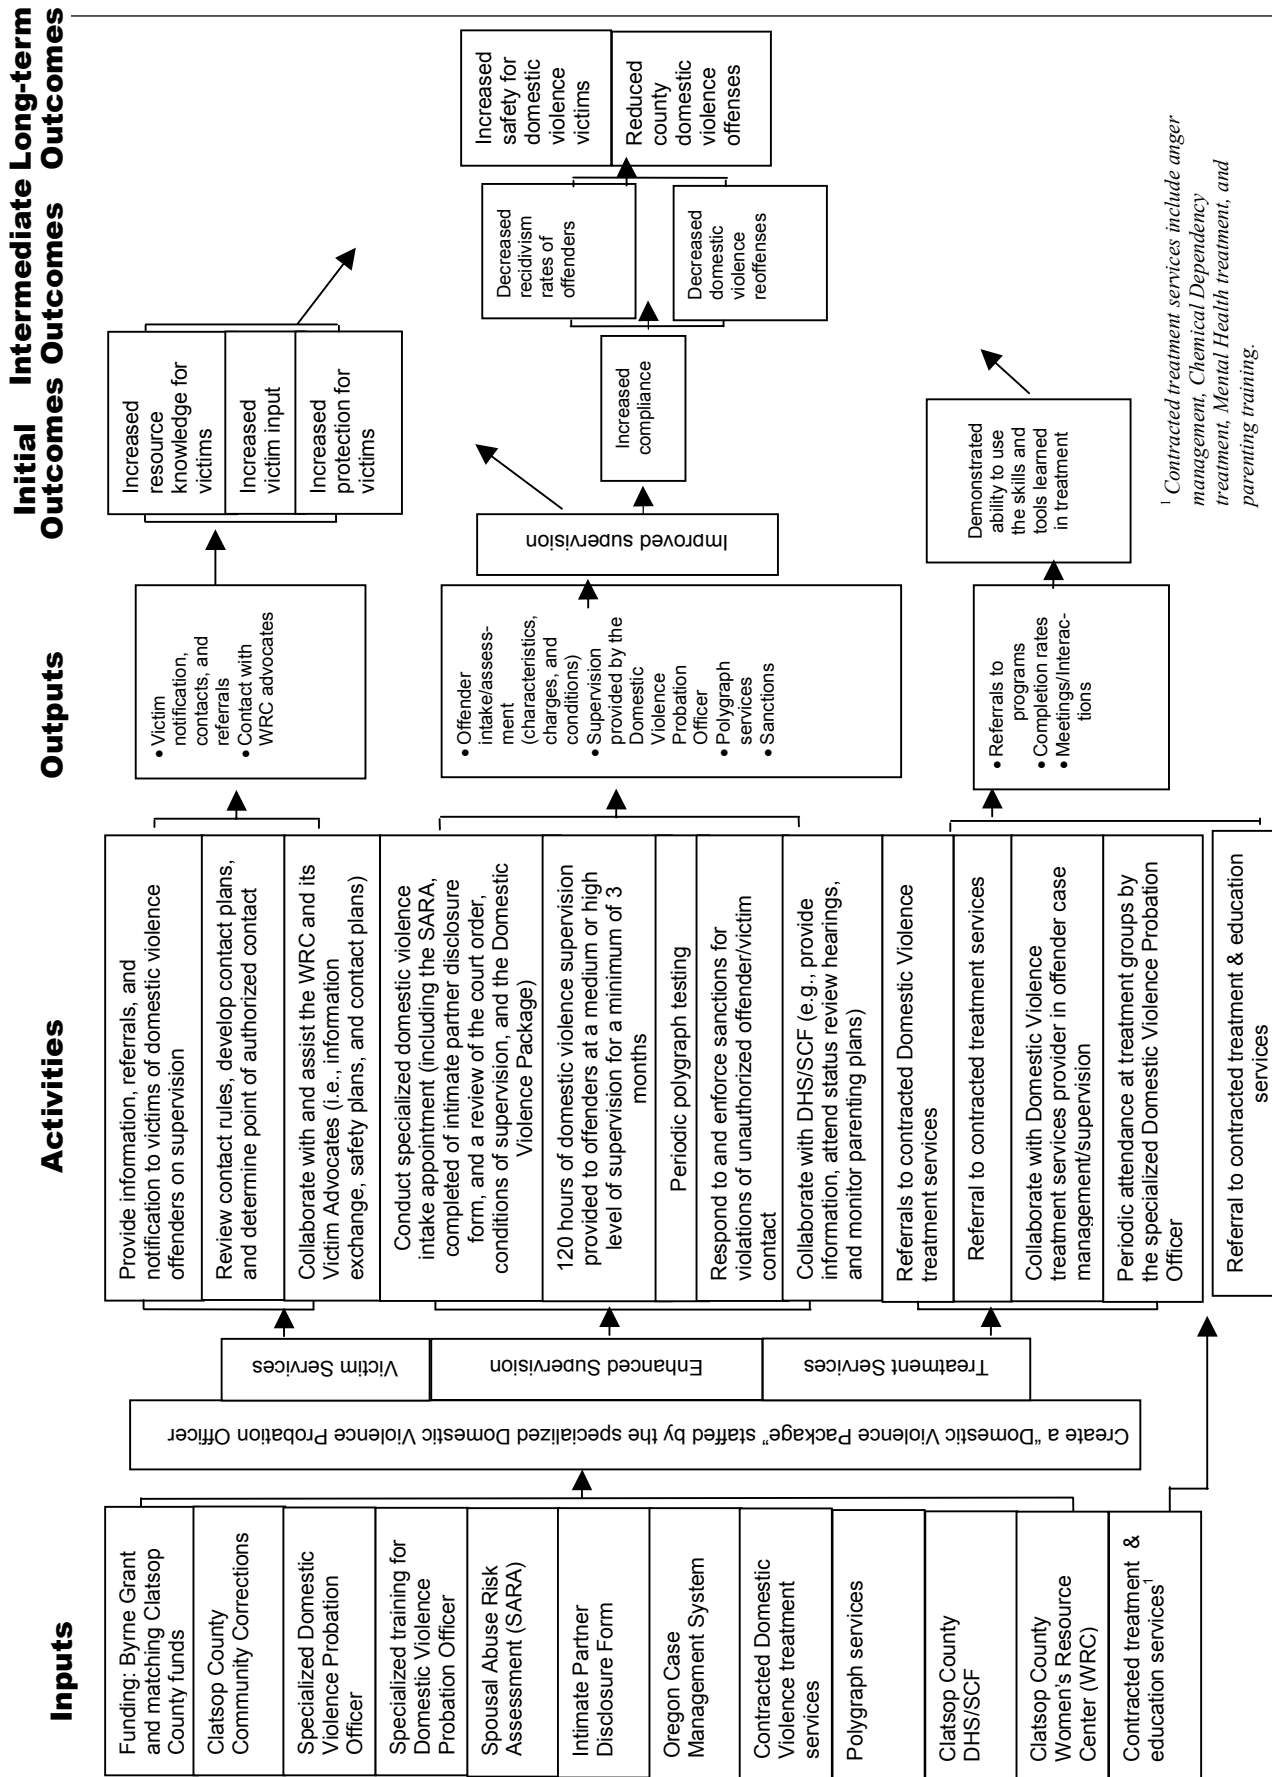 Inputs
Activities
Outputs
Initial
Outcomes
Intermediate
Outcomes
Long-term
Outcomes
Funding: Byrne Grant
and matching Clatsop
County funds
Clatsop County
Community Corrections
Specialized Domestic
Violence Probation
Officer
Specialized training for
Domestic Violence
Probation Officer
Spousal Abuse Risk
Assessment (SARA)
Intimate Partner
Disclosure Form
Oregon Case
Management System
Contracted Domestic
Violence treatment
services
Polygraph services
Clatsop County
DHS/SCF
Clatsop County
Women's Resource
Center (WRC)
Contracted treatment &
education services¹
Create a "Domestic Violence Package" staffed by the specialized Domestic Violence Probation Officer
Victim Services
Enhanced Supervision
Treatment Services
Provide information, referrals, and
notification to victims of domestic violence
offenders on supervision
Review contact rules, develop contact plans,
and determine point of authorized contact
Collaborate with and assist the WRC and its
Victim Advocates (i.e., information
exchange, safety plans, and contact plans)
Conduct specialized domestic violence
intake appointment (including the SARA,
completed of intimate partner disclosure
form, and a review of the court order,
conditions of supervision, and the Domestic
Violence Package)
120 hours of domestic violence supervision
provided to offenders at a medium or high
level of supervision for a minimum of 3
months
Periodic polygraph testing
Respond to and enforce sanctions for
violations of unauthorized offender/victim
contact
Collaborate with DHS/SCF (e.g., provide
information, attend status review hearings,
and monitor parenting plans)
Referrals to contracted Domestic Violence
treatment services
Referral to contracted treatment services
Collaborate with Domestic Violence
treatment services provider in offender case
management/supervision
Periodic attendance at treatment groups by
the specialized Domestic Violence Probation
Officer
Referral to contracted treatment & education
services
• Victim
notification,
contacts, and
referrals
• Contact with
WRC advocates
• Offender
intake/assess-
ment
(characteristics,
charges, and
conditions)
• Supervision
provided by the
Domestic
Violence
Probation
Officer
• Polygraph
services
• Sanctions
• Referrals to
programs
• Completion rates
• Meetings/Interac-
tions
Increased
resource
knowledge for
victims
Increased
victim input
Increased
protection for
victims
Improved supervision
Increased
compliance
Demonstrated
ability to use
the skills and
tools learned
in treatment
Decreased
recidivism
rates of
offenders
Decreased
domestic
violence
reoffenses
Increased
safety for
domestic
violence
victims
Reduced
county
domestic
violence
offenses
¹ Contracted treatment services include anger
management, Chemical Dependency
treatment, Mental Health treatment, and
parenting training.